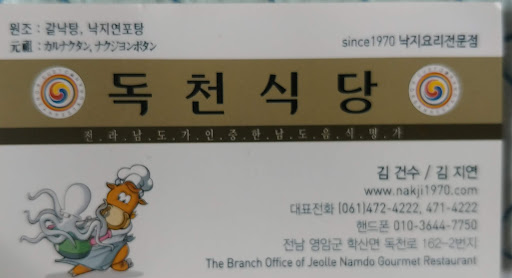 원조 : 갈낙탕, 낙지연포탕
元祖 : カルナクタン, ナクジヨンポタン
since1970 낙지요리전문점
독천식당
전.라.남.도.가.인.증.한.남.도.음.식.명.가
김 건수 / 김 지연
www.nakji1970.com
대표전화 (061)472-4222, 471-4222
핸드폰 010-3644-7750
전남 영암군 학산면 독천로 162-2번지
The Branch Office of Jeolle Namdo Gourmet Restaurant